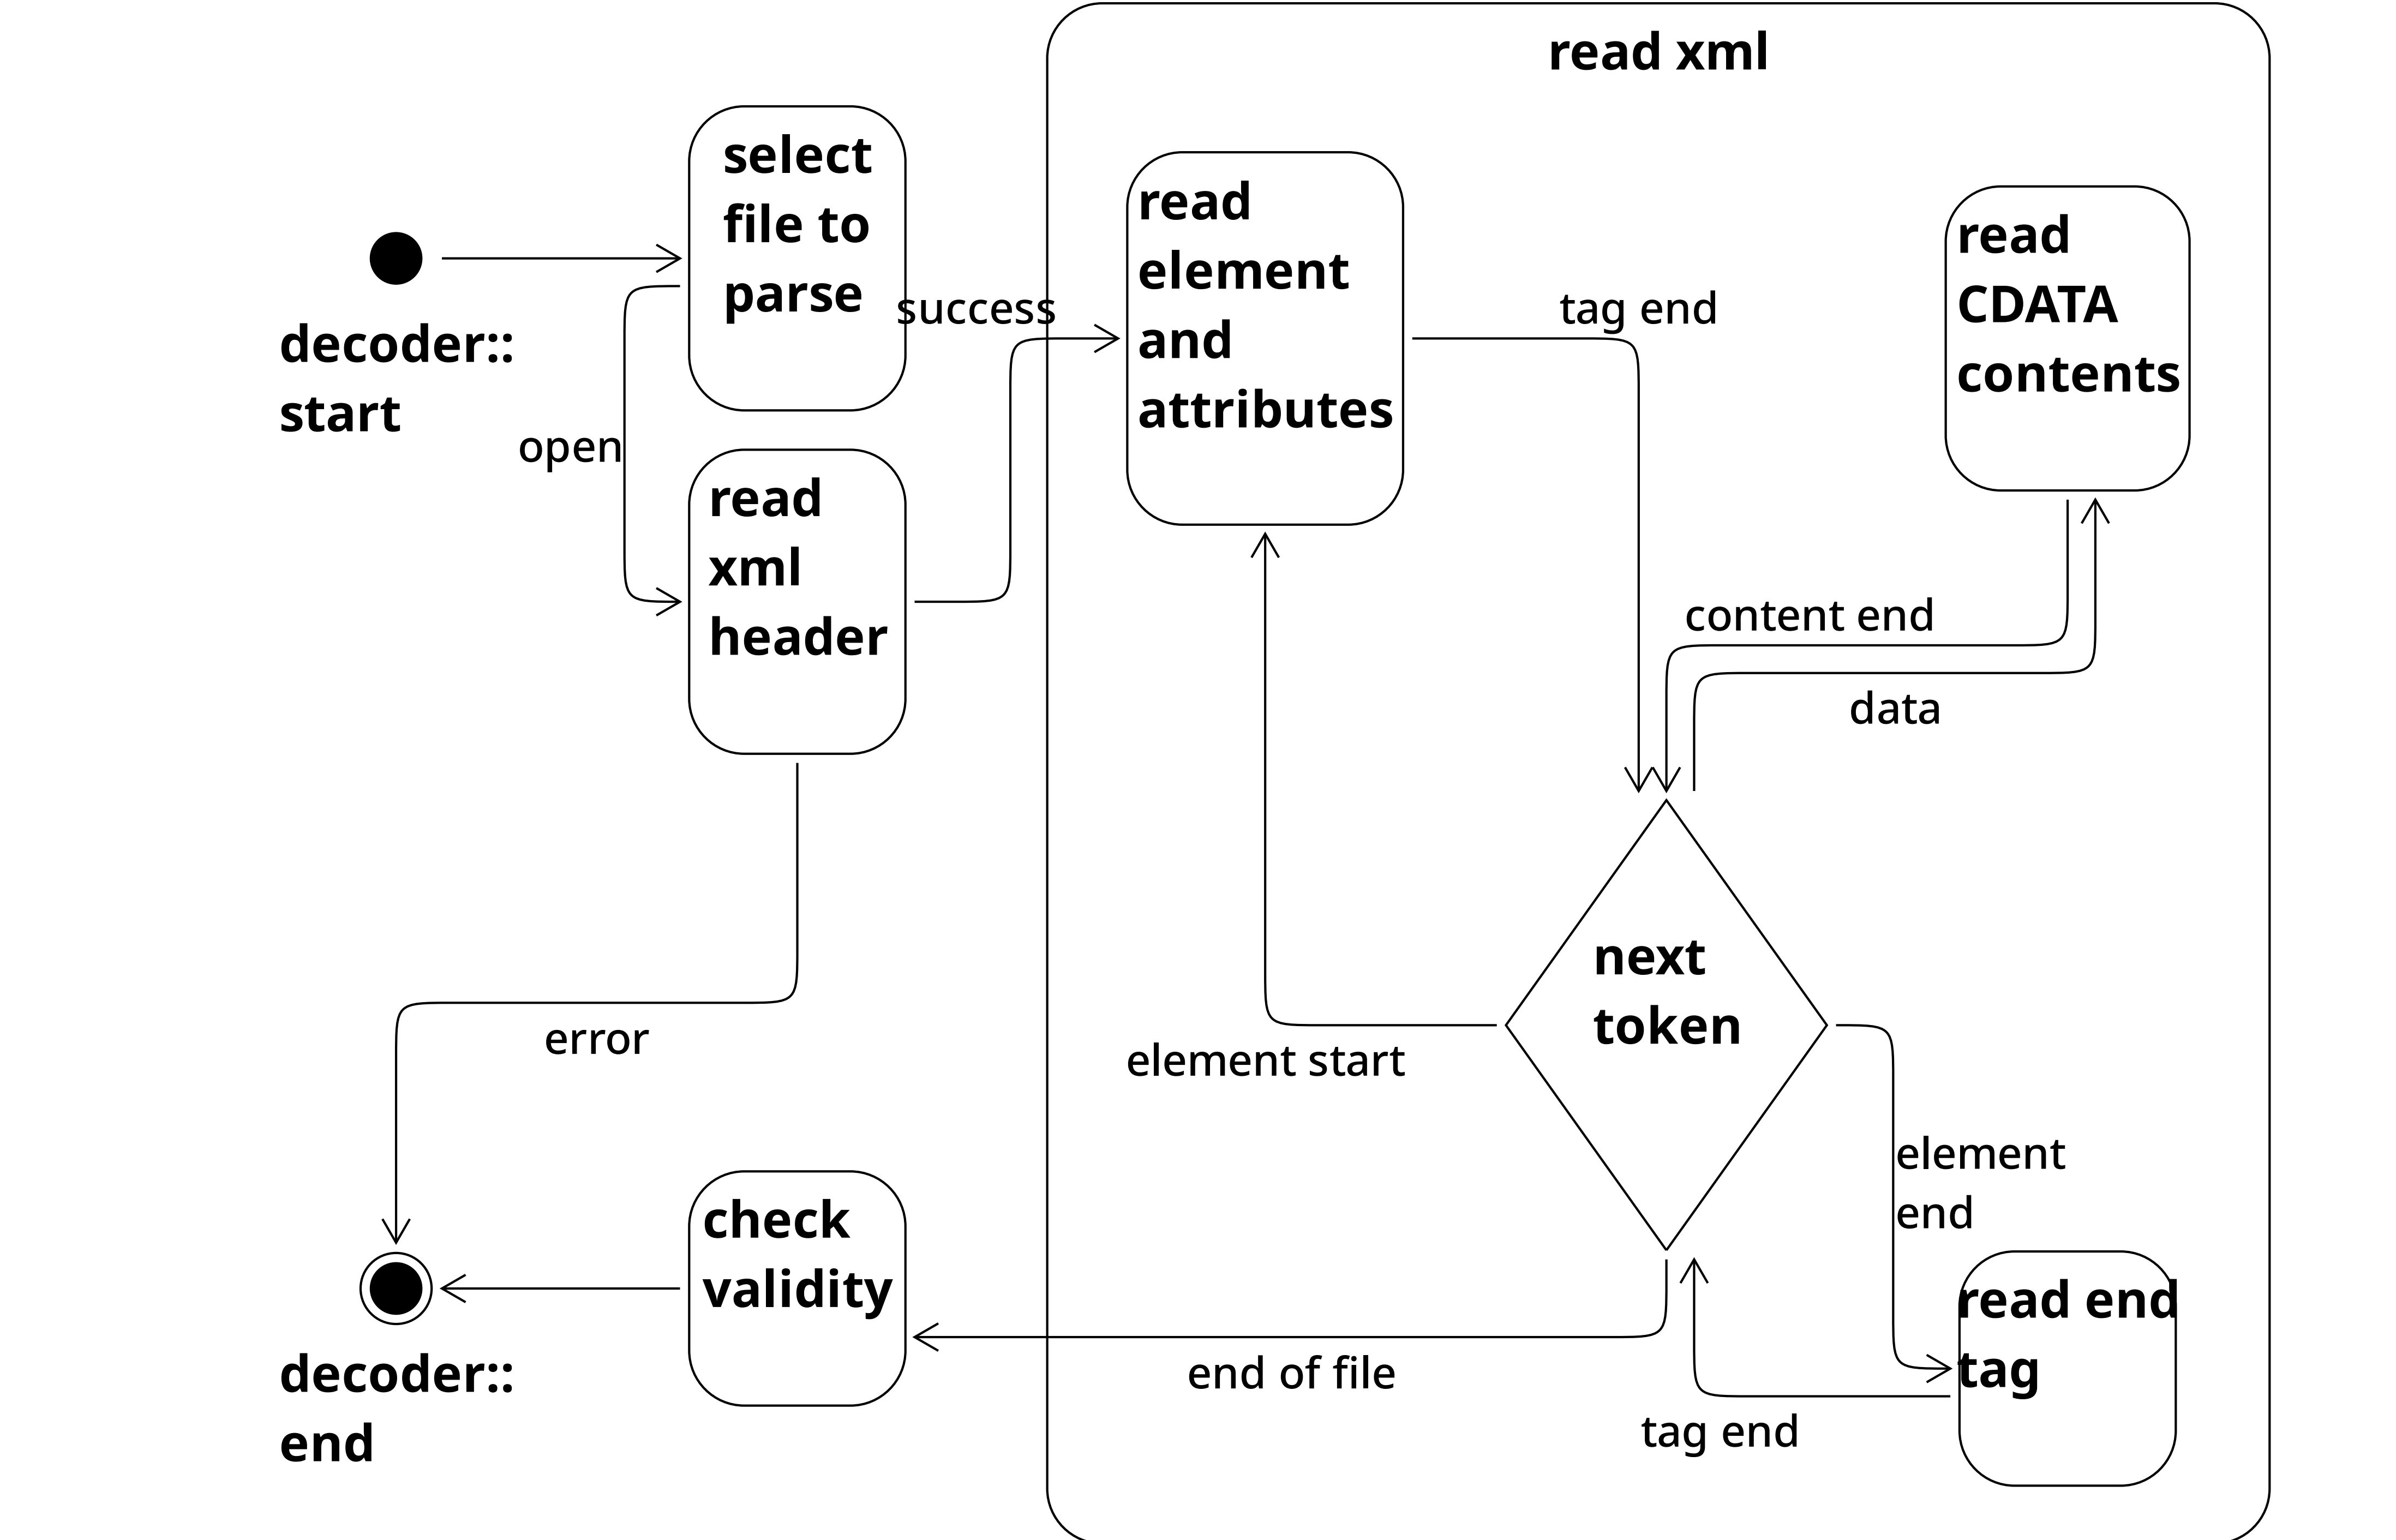 read xml
select
file to
parse
decoder::
start
open
read
xml
header
success
read
element
and
attributes
tag end
read
CDATA
contents
content end
data
next
token
element start
element
end
read end
tag
tag end
end of file
error
check
validity
decoder::
end